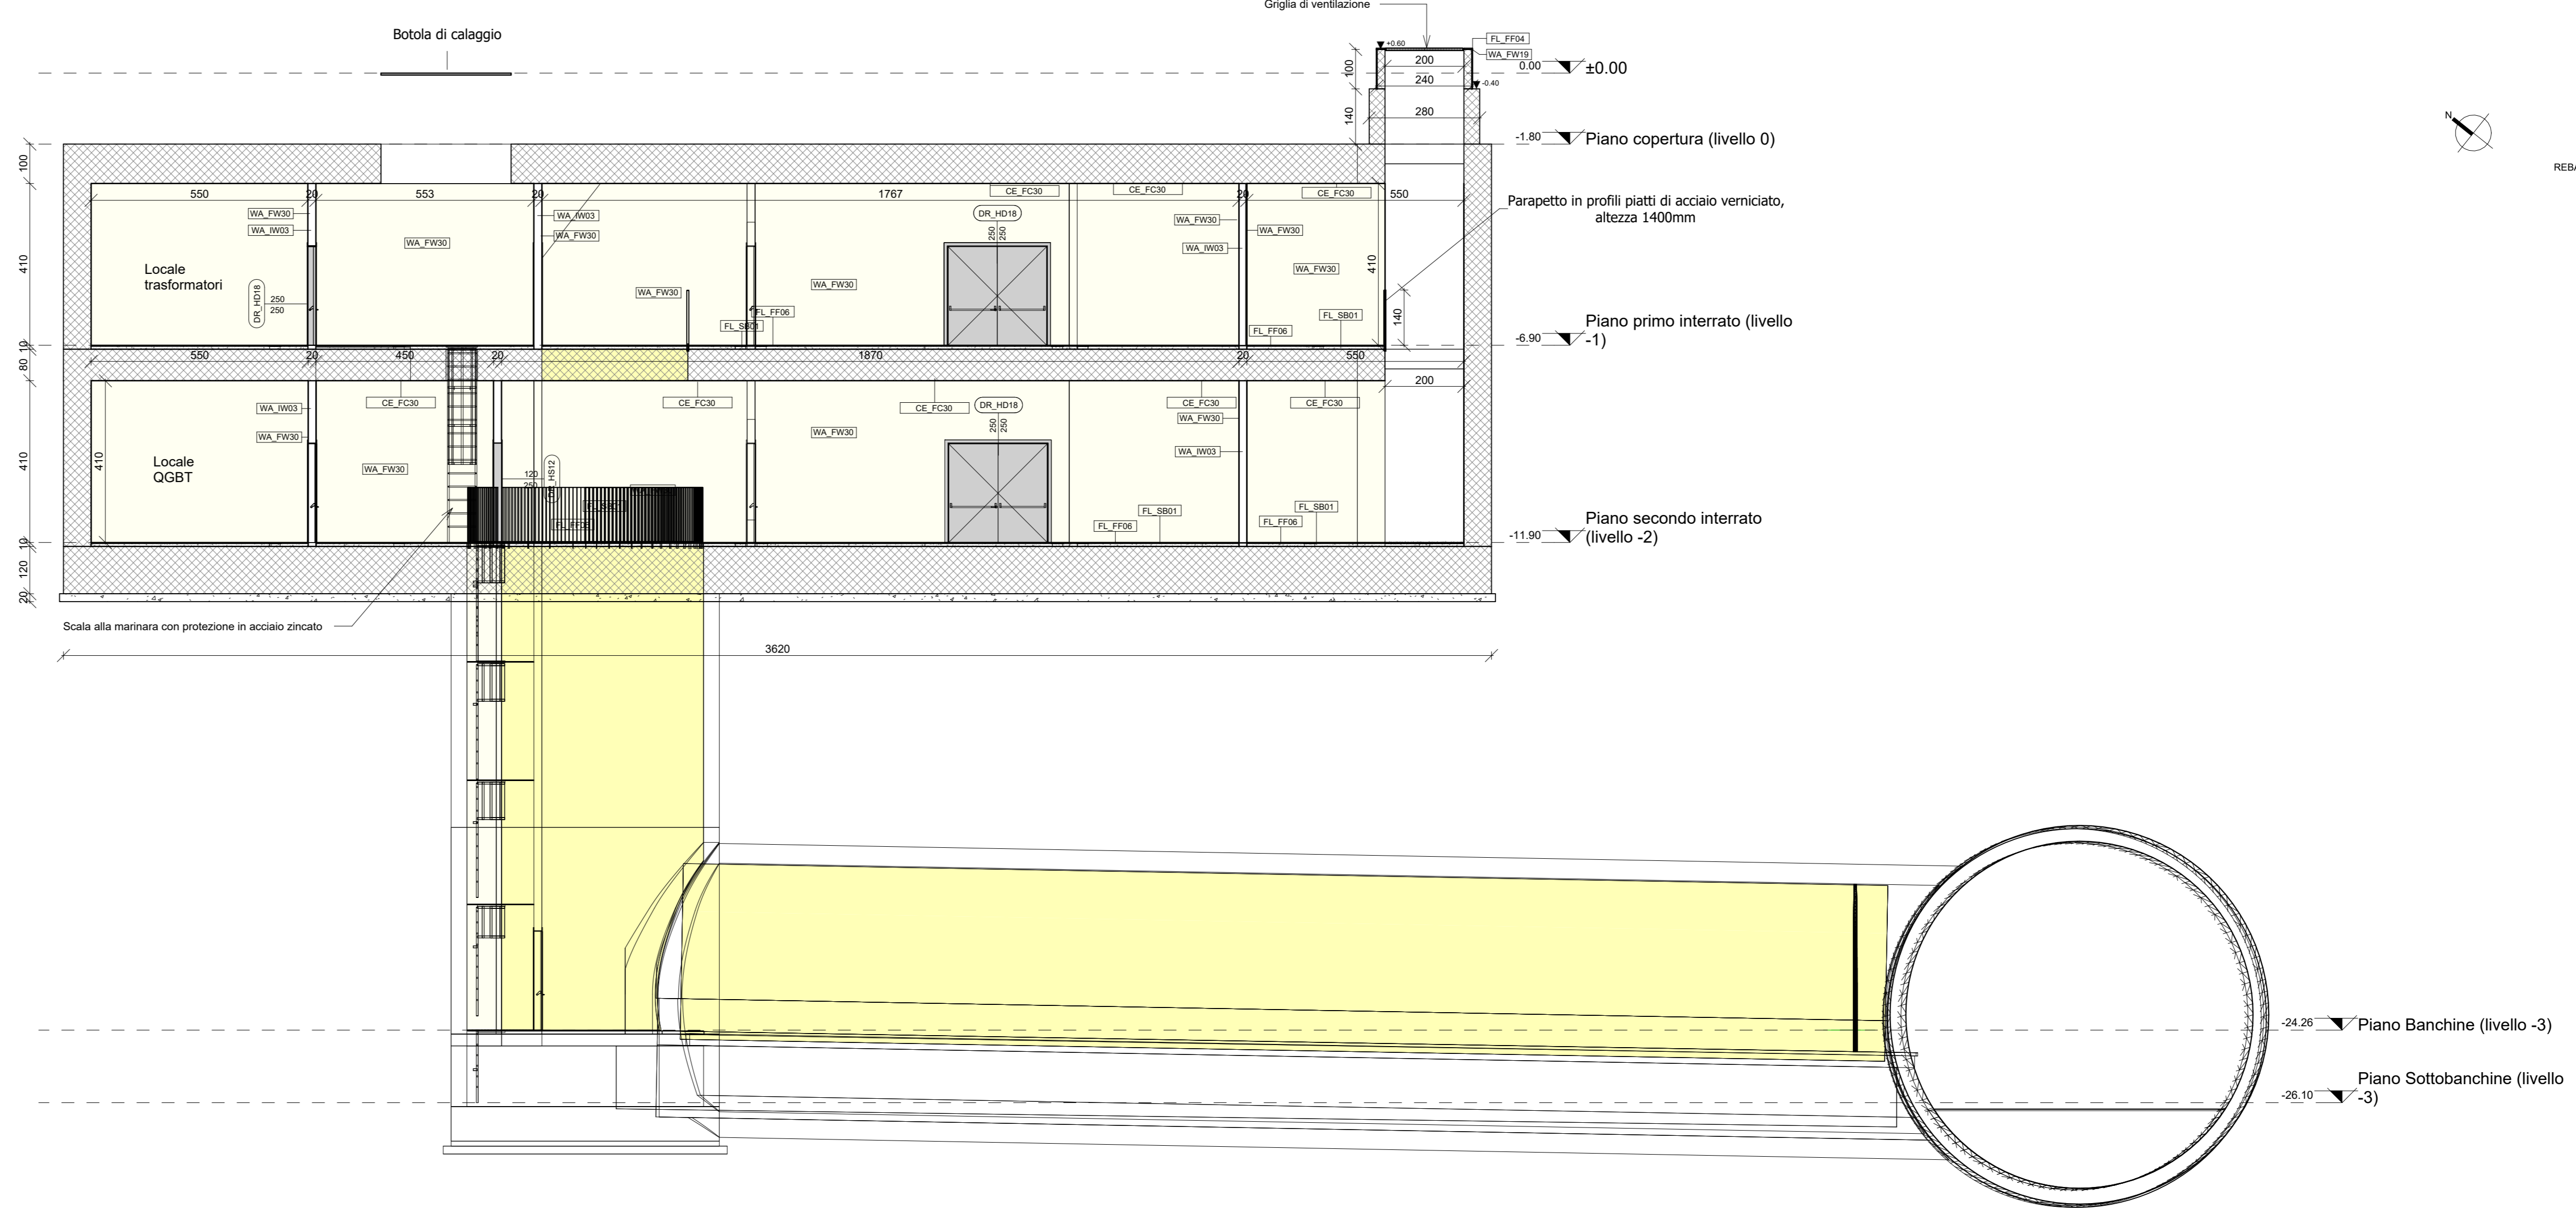 Griglia di ventilazione
Botola di calaggio
+0.60
FL_FF04
WA_FW19
100
200
240
0.00
±0.00
-0.40
140
280
N
-1.80
Piano copertura (livello 0)
REBA
100
550
20
553
20
1767
CE_FC30
CE_FC30
20
CE_FC30
550
Parapetto in profili piatti di acciaio verniciato,
altezza 1400mm
WA_FW30
WA_IW03
WA_FW30
WA_IW03
WA_FW30
DR_HD18
250
250
WA_FW30
WA_IW03
WA_FW30
410
Locale
trasformatori
DR_HD18
250
250
WA_FW30
WA_FW30
FL_SB01
FL_FF06
WA_FW30
410
FL_FF06
FL_SB01
140
-6.90
Piano primo interrato (livello
-1)
10
80
550
20
450
20
1870
20
550
200
WA_IW03
WA_FW30
CE_FC30
CE_FC30
CE_FC30
DR_HD18
250
250
CE_FC30
WA_FW30
WA_IW03
CE_FC30
410
410
Locale
QGBT
WA_FW30
120
250
DR_HS12
WA_FW30
FL_SB01
FL_FF06
FL_FF06
FL_SB01
FL_FF06
FL_SB01
-11.90
Piano secondo interrato
(livello -2)
10
120
20
Scala alla marinara con protezione in acciaio zincato
3620
-24.26
Piano Banchine (livello -3)
-26.10
Piano Sottobanchine (livello
-3)